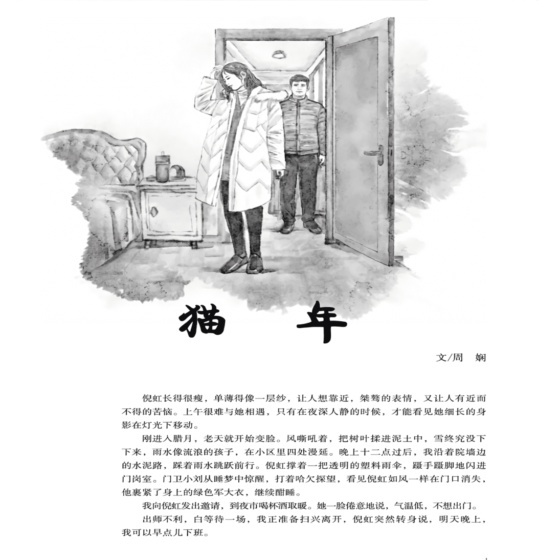 猫 年
文/周 娴
倪虹长得很瘦，单薄得像一层纱，让人想靠近，桀骜的表情，又让人有近而
不得的苦恼。上午很难与她相遇，只有在夜深人静的时候，才能看见她细长的身
影在灯光下移动。
刚进入腊月，老天就开始变脸。风嘶吼着，把树叶揉进泥土中，雪终究没下
下来，雨水像流浪的孩子，在小区里四处漫延。晚上十二点过后，我沿着院墙边
的水泥路，踩着雨水跳跃前行。倪虹撑着一把透明的塑料雨伞，蹑手蹑脚地闪进
门岗室。门卫小刘从睡梦中惊醒，打着哈欠探望，看见倪虹如风一样在门口消失，
他裹紧了身上的绿色军大衣，继续酣睡。
我向倪虹发出邀请，到夜市喝杯酒取暖。她一脸倦意地说，气温低，不想出门。
出师不利，白等待一场，我正准备扫兴离开，倪虹突然转身说，明天晚上，
我可以早点儿下班。